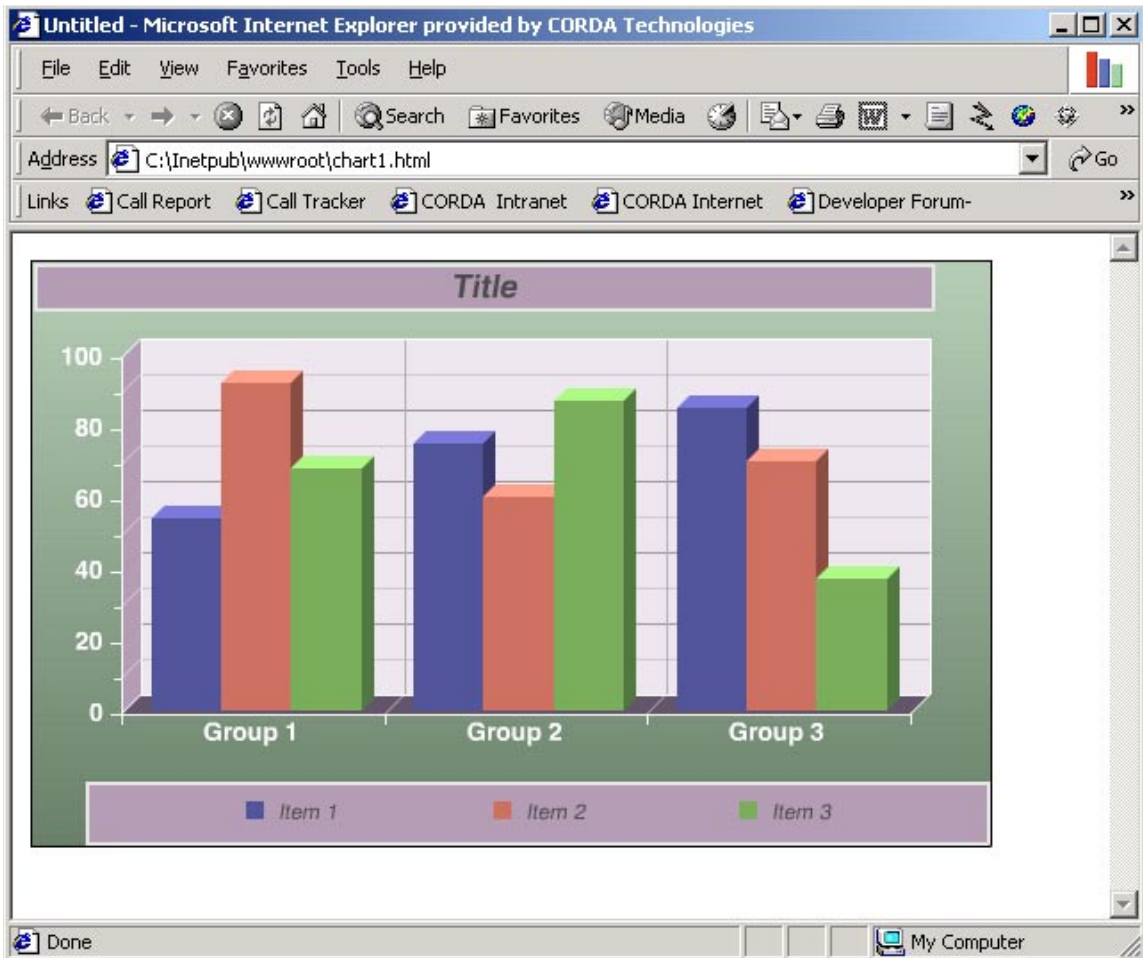 Untitled - Microsoft Internet Explorer provided by CORDA Technologies
File Edit View Favorites Tools Help
Back Search Favorites Media »
Address C:\Inetpub\wwwroot\chart1.html Go
Links Call Report Call Tracker CORDA Intranet CORDA Internet Developer Forum- »
Title
100
80
60
40
20
0
Group 1 Group 2 Group 3
Item 1 Item 2 Item 3
Done My Computer